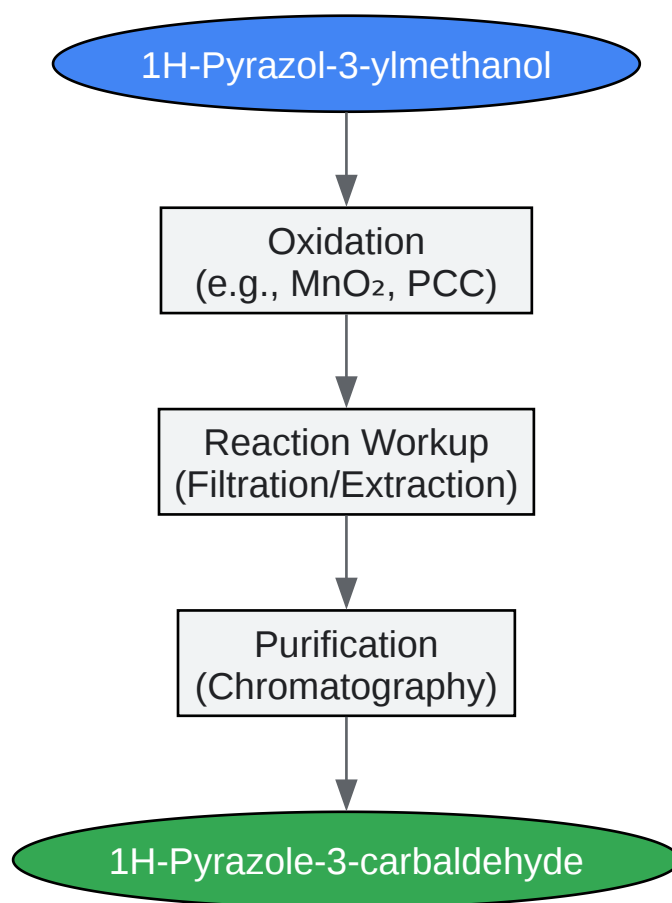 1H-Pyrazol-3-ylmethanol
Oxidation
(e.g., MnO₂, PCC)
Reaction Workup
(Filtration/Extraction)
Purification
(Chromatography)
1H-Pyrazole-3-carbaldehyde